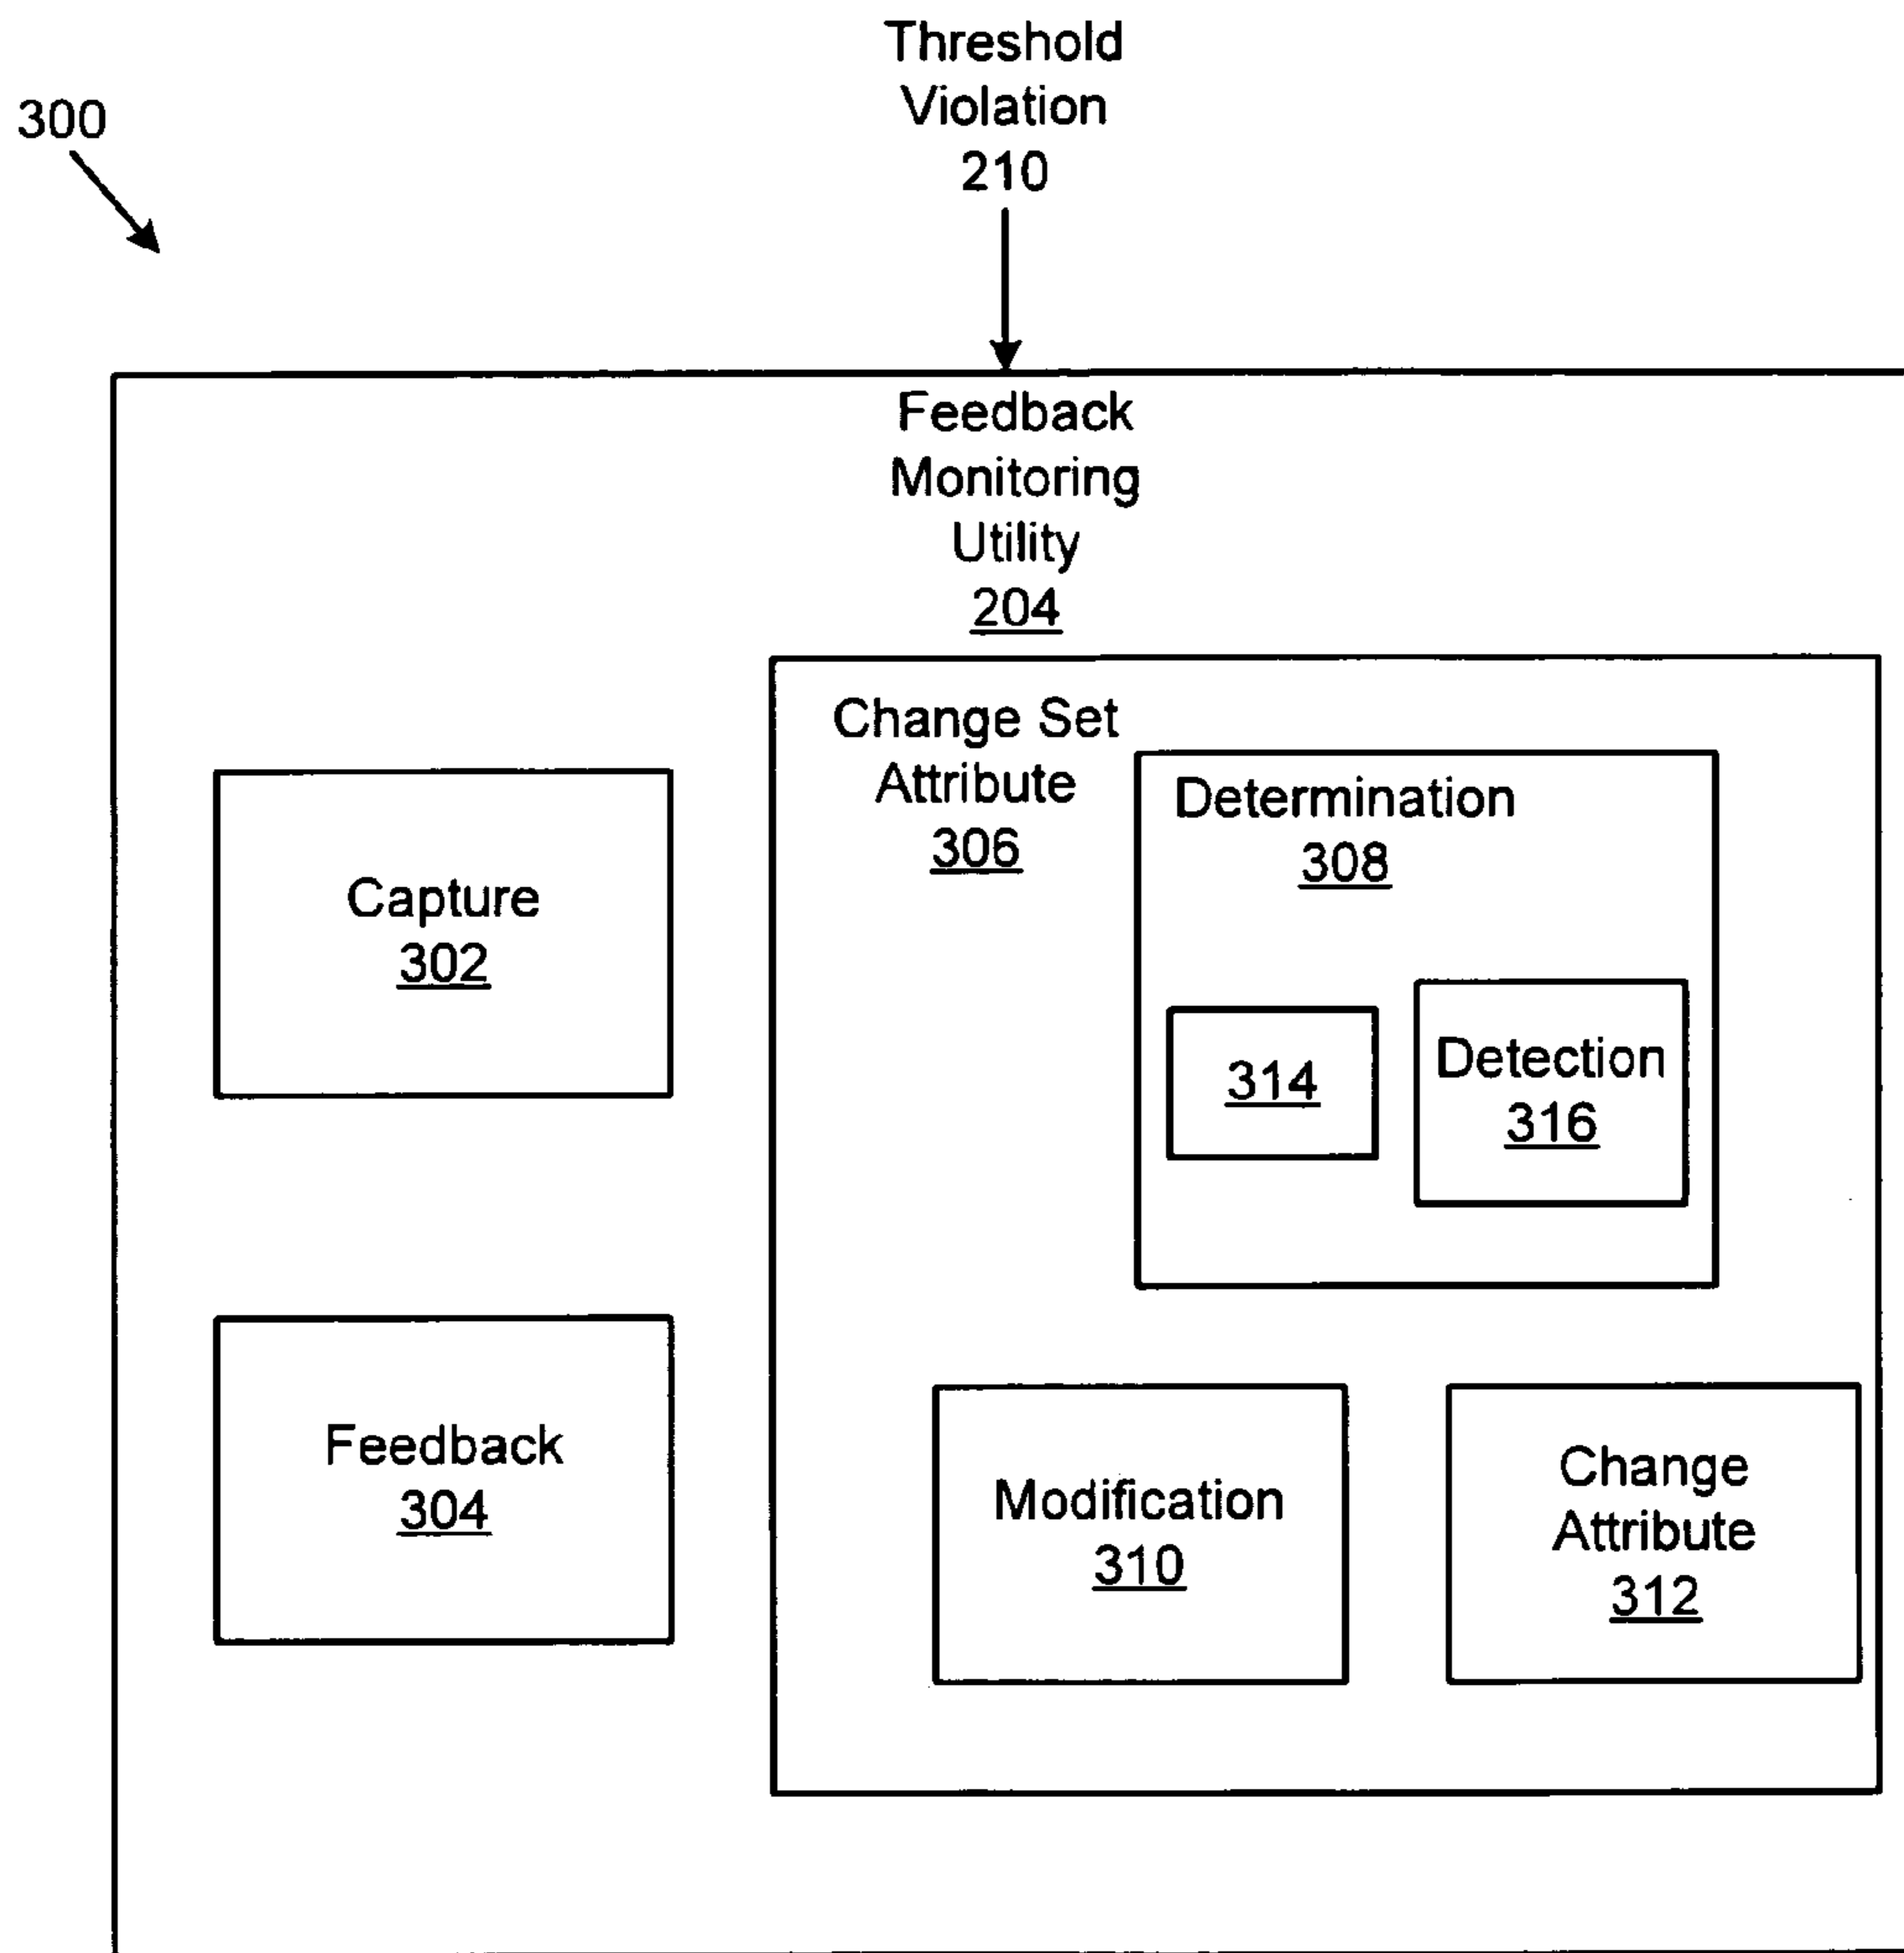 Threshold
Violation
210
300
Feedback
Monitoring
Utility
204
Change Set
Attribute
306
Determination
308
Capture
302
314
Detection
316
Feedback
304
Modification
310
Change
Attribute
312